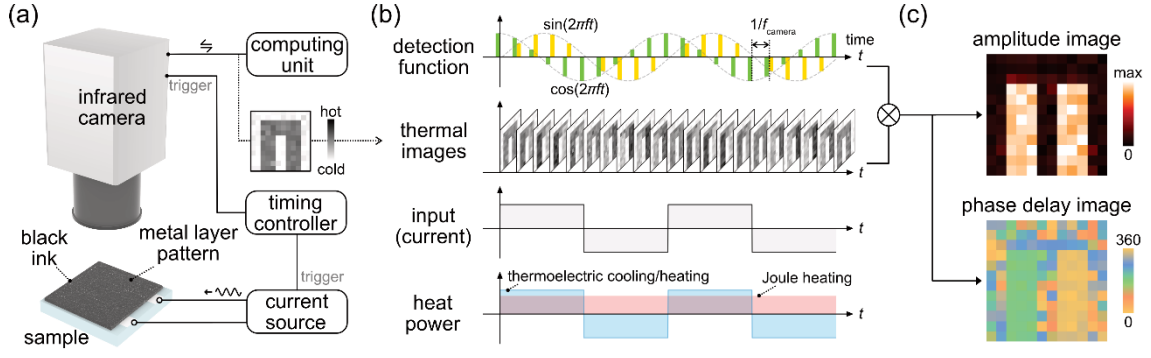 (a)
computing
unit
trigger
infrared
camera
hot
cold
timing
controller
metal layer
pattern
black
ink
trigger
current
source
sample
(b)
sin(2πft)
1/f camera
detection
function
time
t
cos(2πft)
thermal
images
t
input
(current)
t
thermoelectric cooling/heating
Joule heating
heat
power
t
(c)
amplitude image
max
0
phase delay image
360
0